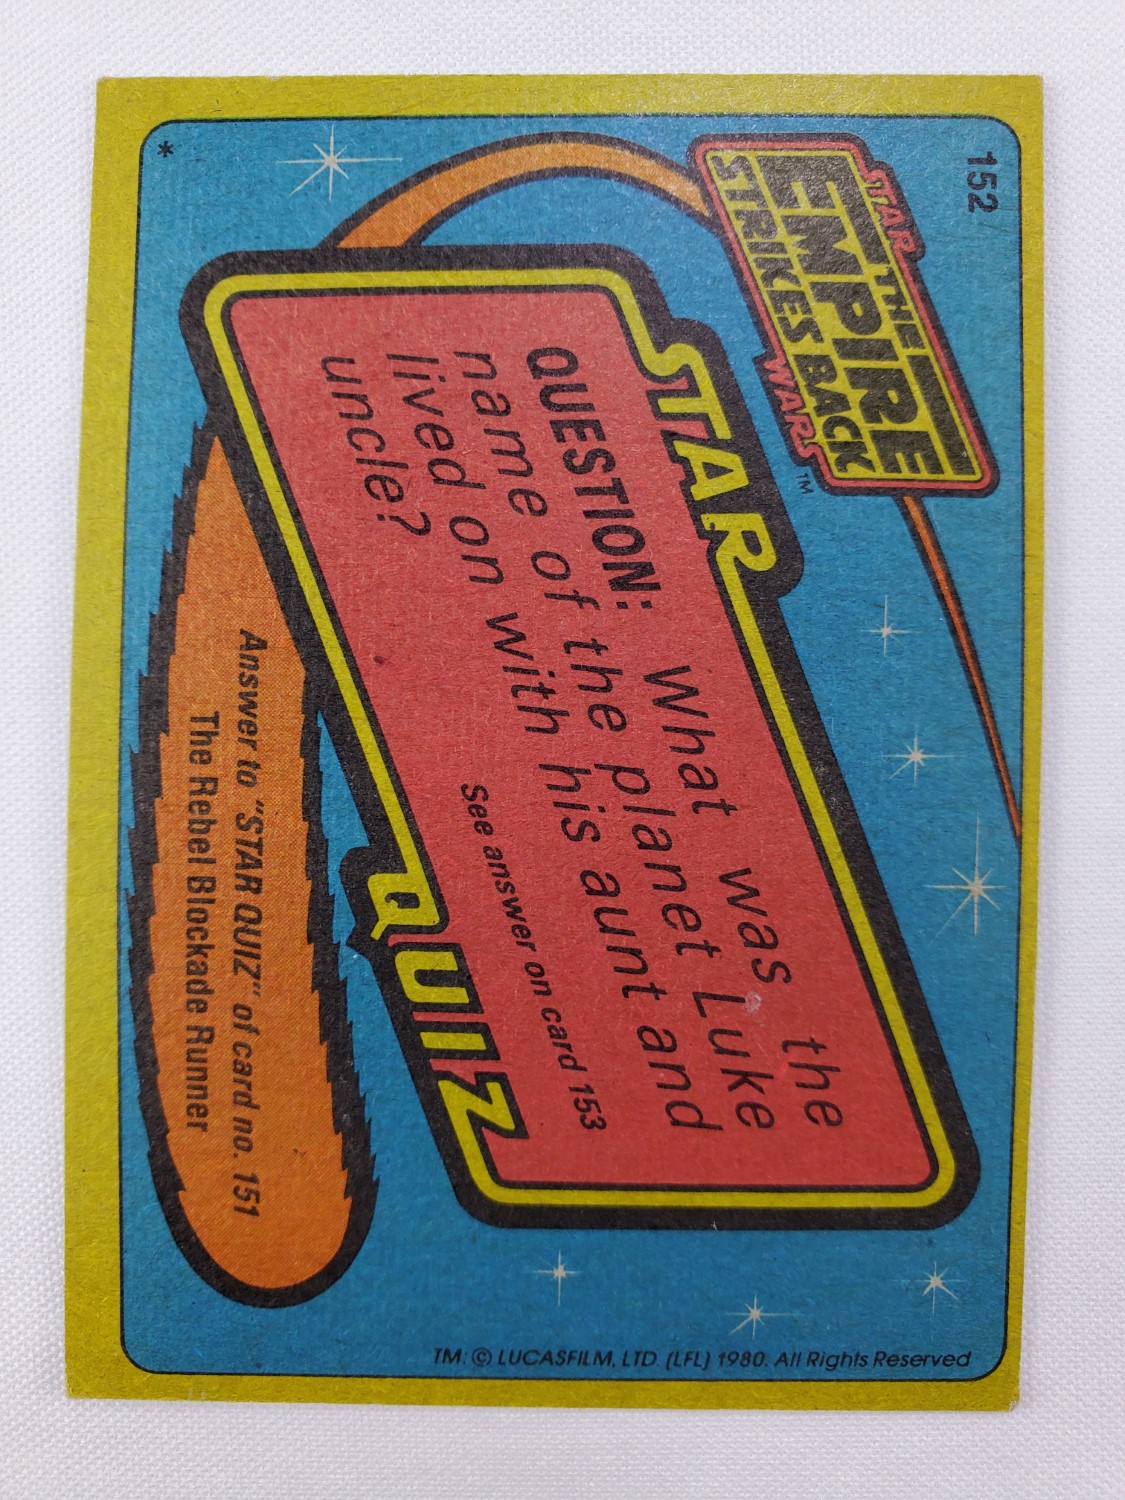 152
STAR
THE
EMPIRE
STRIKES BACK
WARS™
STAR
QUESTION: What was the
name of the planet Luke
lived on with his aunt and
uncle?
See answer on card 153
QUIZ
Answer to "STAR QUIZ" of card no. 151
The Rebel Blockade Runner
*
TM: © LUCASFILM, LTD. (LFL) 1980. All Rights Reserved